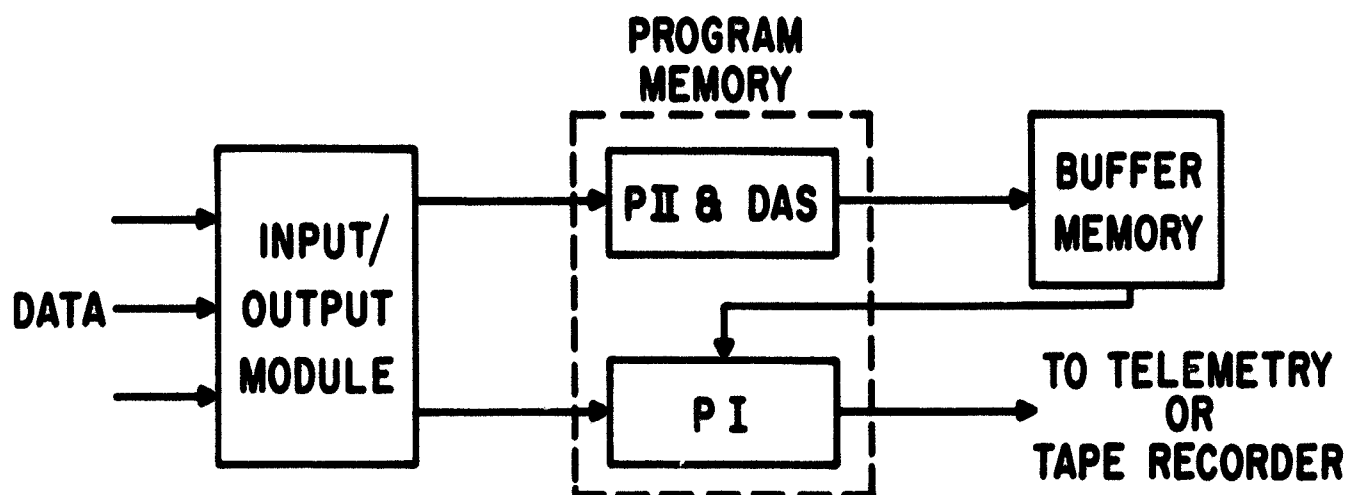 PROGRAM
MEMORY
DATA
INPUT/
OUTPUT
MODULE
PII & DAS
BUFFER
MEMORY
PI
TO TELEMETRY
OR
TAPE RECORDER